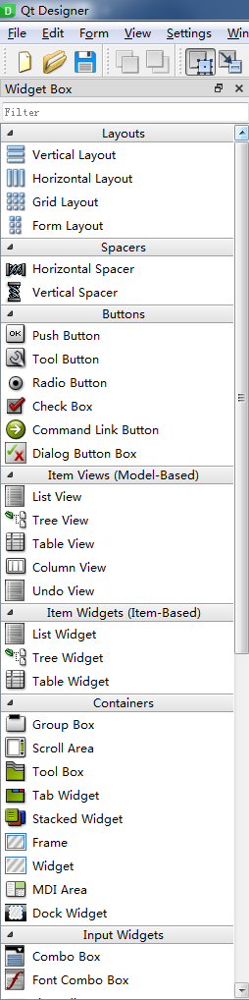 Qt Designer
File Edit Form View Settings Win
Widget Box
Filter
Layouts
Vertical Layout
Horizontal Layout
Grid Layout
Form Layout
Spacers
Horizontal Spacer
Vertical Spacer
Buttons
OK Push Button
Tool Button
Radio Button
Check Box
Command Link Button
Dialog Button Box
Item Views (Model-Based)
List View
Tree View
Table View
Column View
Undo View
Item Widgets (Item-Based)
List Widget
Tree Widget
Table Widget
Containers
Group Box
Scroll Area
Tool Box
Tab Widget
Stacked Widget
Frame
Widget
MDI Area
Dock Widget
Input Widgets
Combo Box
Font Combo Box